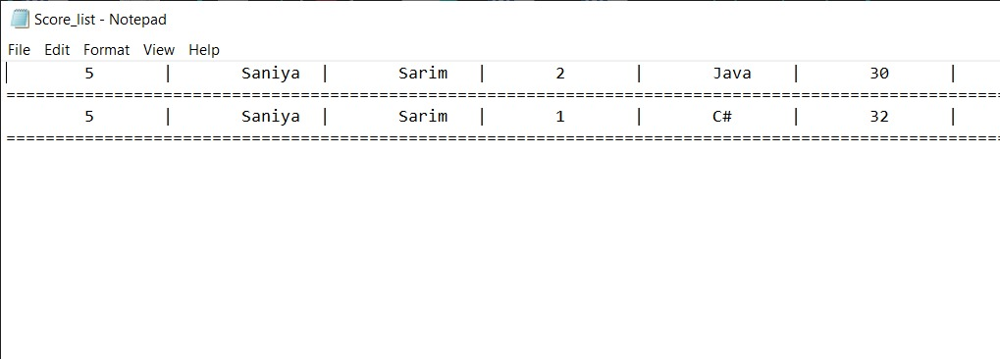 Score_list - Notepad
File Edit Format View Help
5 | Saniya | Sarim | 2 | Java | 30 |
=====================================================================================================
5 | Saniya | Sarim | 1 | C# | 32 |
=====================================================================================================